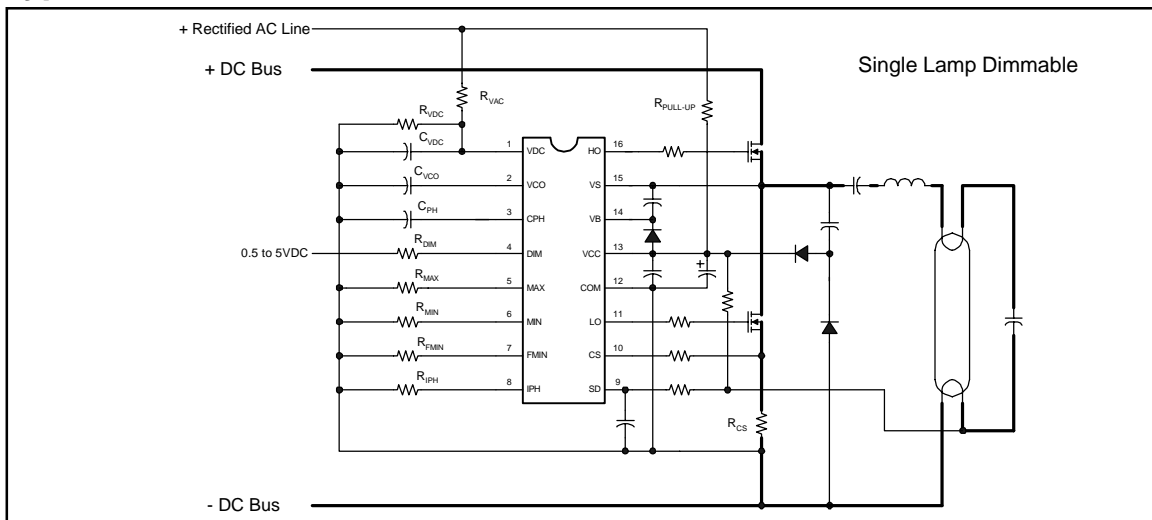 + Rectified AC Line
+ DC Bus
Single Lamp Dimmable
RVAC
RPULL-UP
RVDC
CVDC
1 VDC HO 16
CVCO
2 VCO VS 15
CPH
3 CPH VB 14
0.5 to 5VDC
RDIM
4 DIM VCC 13
+
RMAX
5 MAX COM 12
RMIN
6 MIN LO 11
RFMIN
7 FMIN CS 10
RIPH
8 IPH SD 9
RCS
- DC Bus